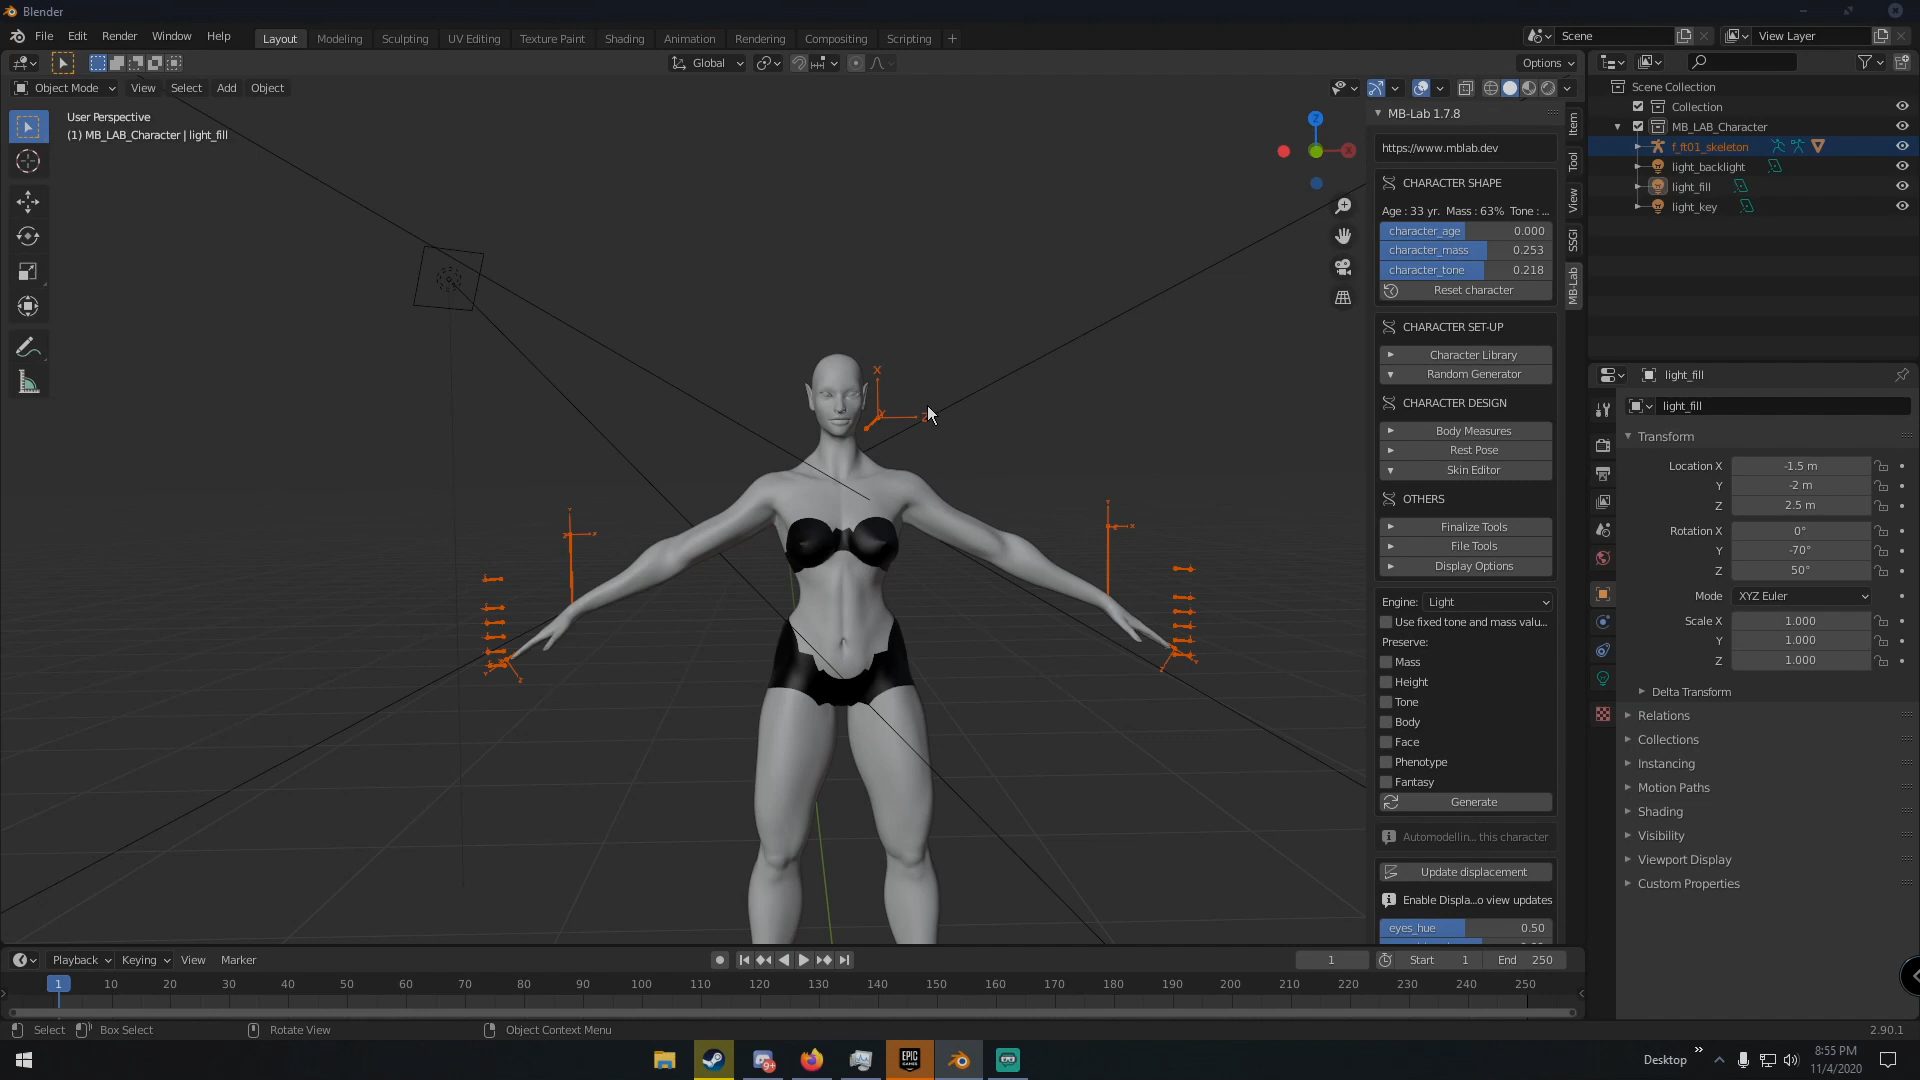 Blender
File Edit Render Window Help
Layout Modeling Sculpting UV Editing Texture Paint Shading Animation Rendering Compositing Scripting +
Scene View Layer
Global Options
Object Mode View Select Add Object
User Perspective
(1) MB_LAB_Character | light_fill
Z
X
MB-Lab 1.7.8
https://www.mblab.dev
CHARACTER SHAPE
Age : 33 yr. Mass : 63% Tone : ...
character_age 0.000
character_mass 0.253
character_tone 0.218
Reset character
CHARACTER SET-UP
Character Library
Random Generator
CHARACTER DESIGN
Body Measures
Rest Pose
Skin Editor
OTHERS
Finalize Tools
File Tools
Display Options
Engine: Light
Use fixed tone and mass valu...
Preserve:
Mass
Height
Tone
Body
Face
Phenotype
Fantasy
Generate
Automodellin... this character
Update displacement
Enable Displa...o view updates
eyes_hue 0.50
Item
Tool
View
SSGI
MB-Lab
Scene Collection
Collection
MB_LAB_Character
f_ft01_skeleton
light_backlight
light_fill
light_key
light_fill
light_fill
Transform
Location X -1.5 m
Y -2 m
Z 2.5 m
Rotation X 0°
Y -70°
Z 50°
Mode XYZ Euler
Scale X 1.000
Y 1.000
Z 1.000
Delta Transform
Relations
Collections
Instancing
Motion Paths
Shading
Visibility
Viewport Display
Custom Properties
Playback Keying View Marker
1 Start 1 End 250
1 10 20 30 40 50 60 70 80 90 100 110 120 130 140 150 160 170 180 190 200 210 220 230 240 250
Select Box Select Rotate View Object Context Menu 2.90.1
EPIC GAMES
9+
Desktop
8:55 PM
11/4/2020